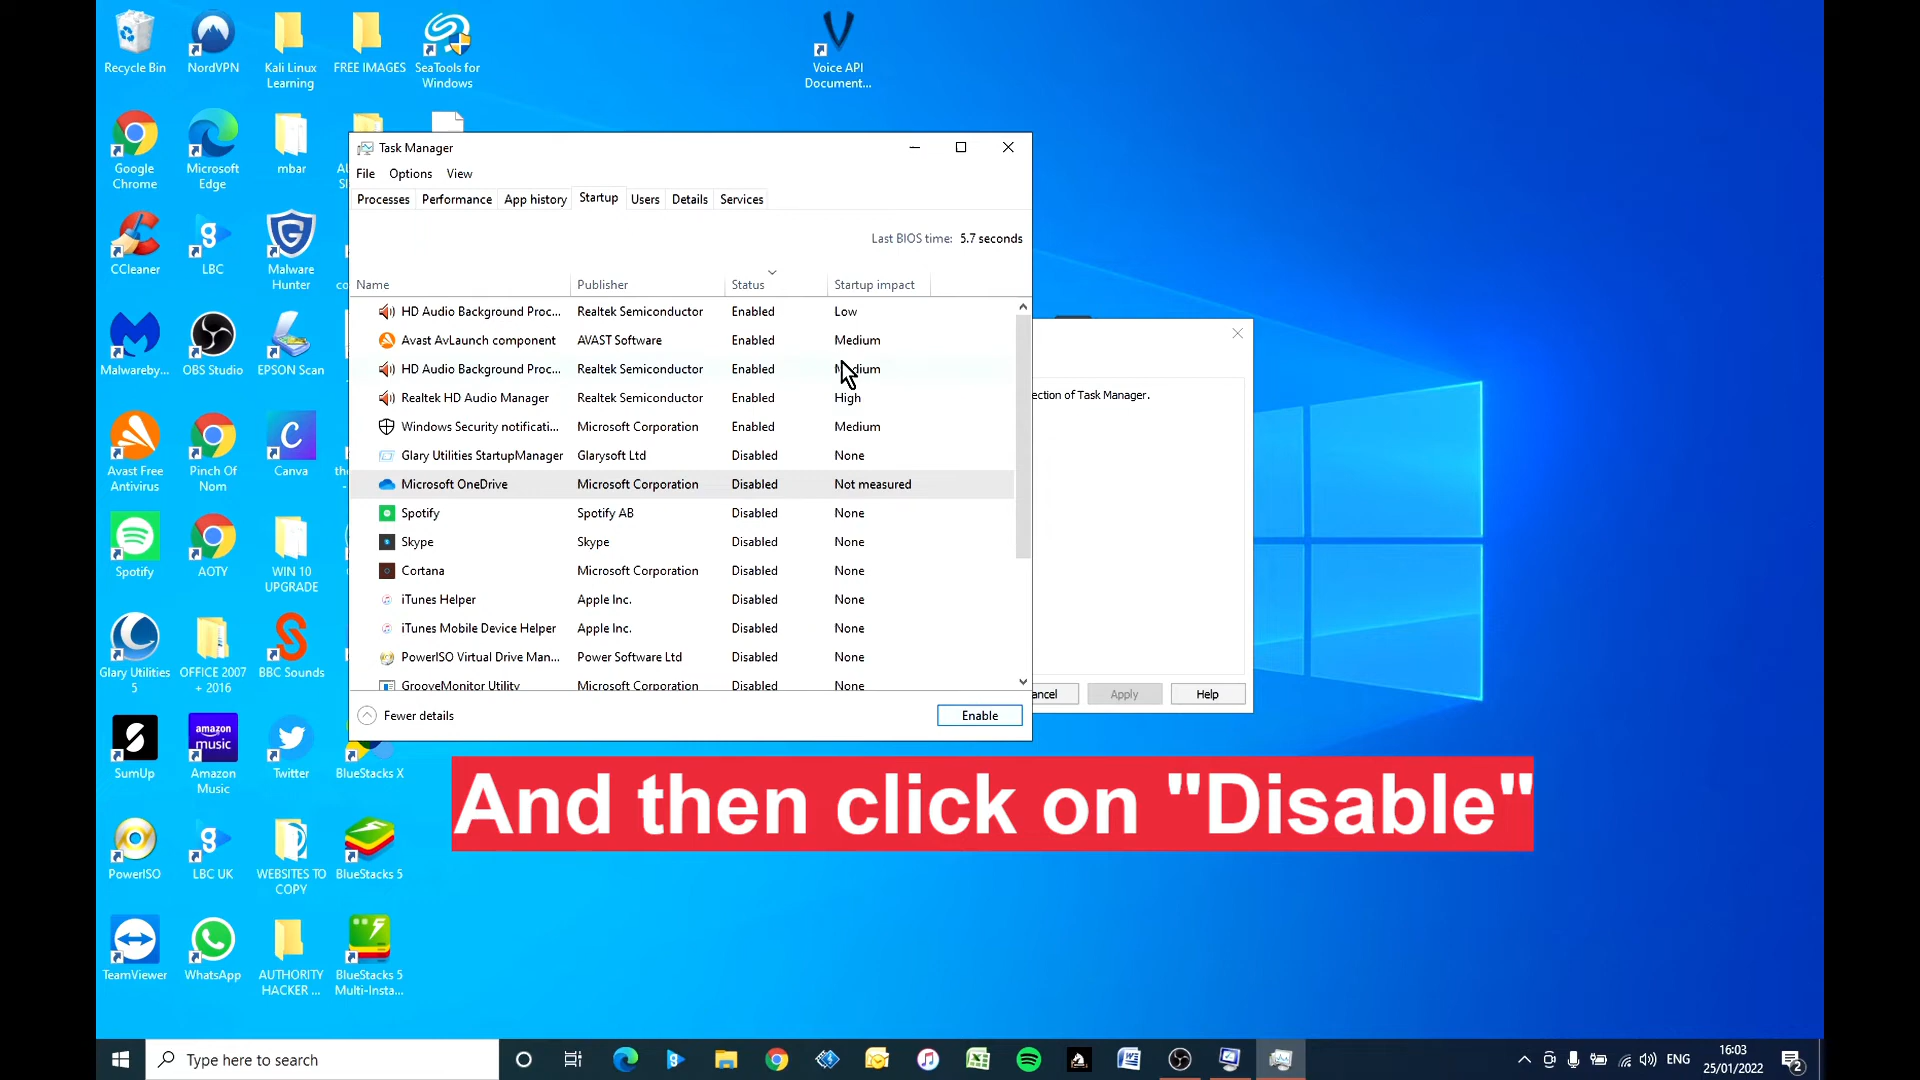 Recycle Bin
NordVPN
Kali Linux
Learning
FREE IMAGES
SeaTools for
Windows
Voice API
Document...
Google
Chrome
Microsoft
Edge
mbar
CCleaner
LBC
Malware
Hunter
Malwareby...
OBS Studio
EPSON Scan
Avast Free
Antivirus
Pinch Of
Nom
Canva
Spotify
AOTY
WIN 10
UPGRADE
Glary Utilities
5
OFFICE 2007
+ 2016
BBC Sounds
SumUp
amazon
music
Amazon
Music
Twitter
BlueStacks X
PowerISO
LBC UK
WEBSITES TO
COPY
BlueStacks 5
TeamViewer
WhatsApp
AUTHORITY
HACKER ...
BlueStacks 5
Multi-Insta...
Task Manager
File Options View
Processes Performance App history Startup Users Details Services
Last BIOS time: 5.7 seconds
Name Publisher Status Startup impact
HD Audio Background Proc... Realtek Semiconductor Enabled Low
Avast AvLaunch component AVAST Software Enabled Medium
HD Audio Background Proc... Realtek Semiconductor Enabled Medium
Realtek HD Audio Manager Realtek Semiconductor Enabled High
Windows Security notificati... Microsoft Corporation Enabled Medium
Glary Utilities StartupManager Glarysoft Ltd Disabled None
Microsoft OneDrive Microsoft Corporation Disabled Not measured
Spotify Spotify AB Disabled None
Skype Skype Disabled None
Cortana Microsoft Corporation Disabled None
iTunes Helper Apple Inc. Disabled None
iTunes Mobile Device Helper Apple Inc. Disabled None
PowerISO Virtual Drive Man... Power Software Ltd Disabled None
GrooveMonitor Utility Microsoft Corporation Disabled None
Fewer details Enable
ection of Task Manager.
ancel Apply Help
And then click on "Disable"
Type here to search
ENG
16:03
25/01/2022
2